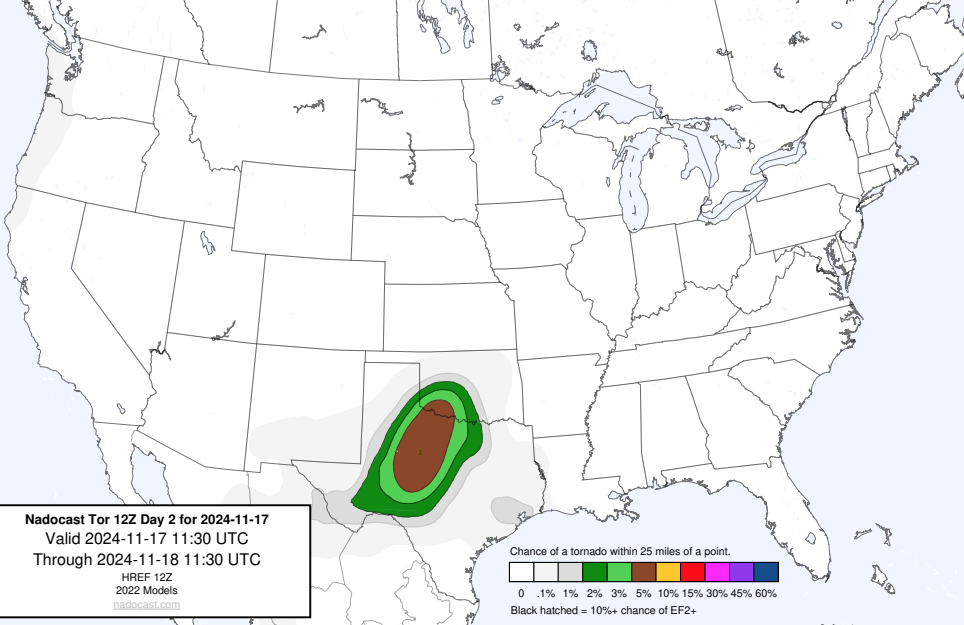 Nadocast Tor 12Z Day 2 for 2024-11-17
Valid 2024-11-17 11:30 UTC
Through 2024-11-18 11:30 UTC
HREF 12Z
2022 Models
nadocast.com
Chance of a tornado within 25 miles of a point.
0 .1% 1% 2% 3% 5% 10% 15% 30% 45% 60%
Black hatched = 10%+ chance of EF2+